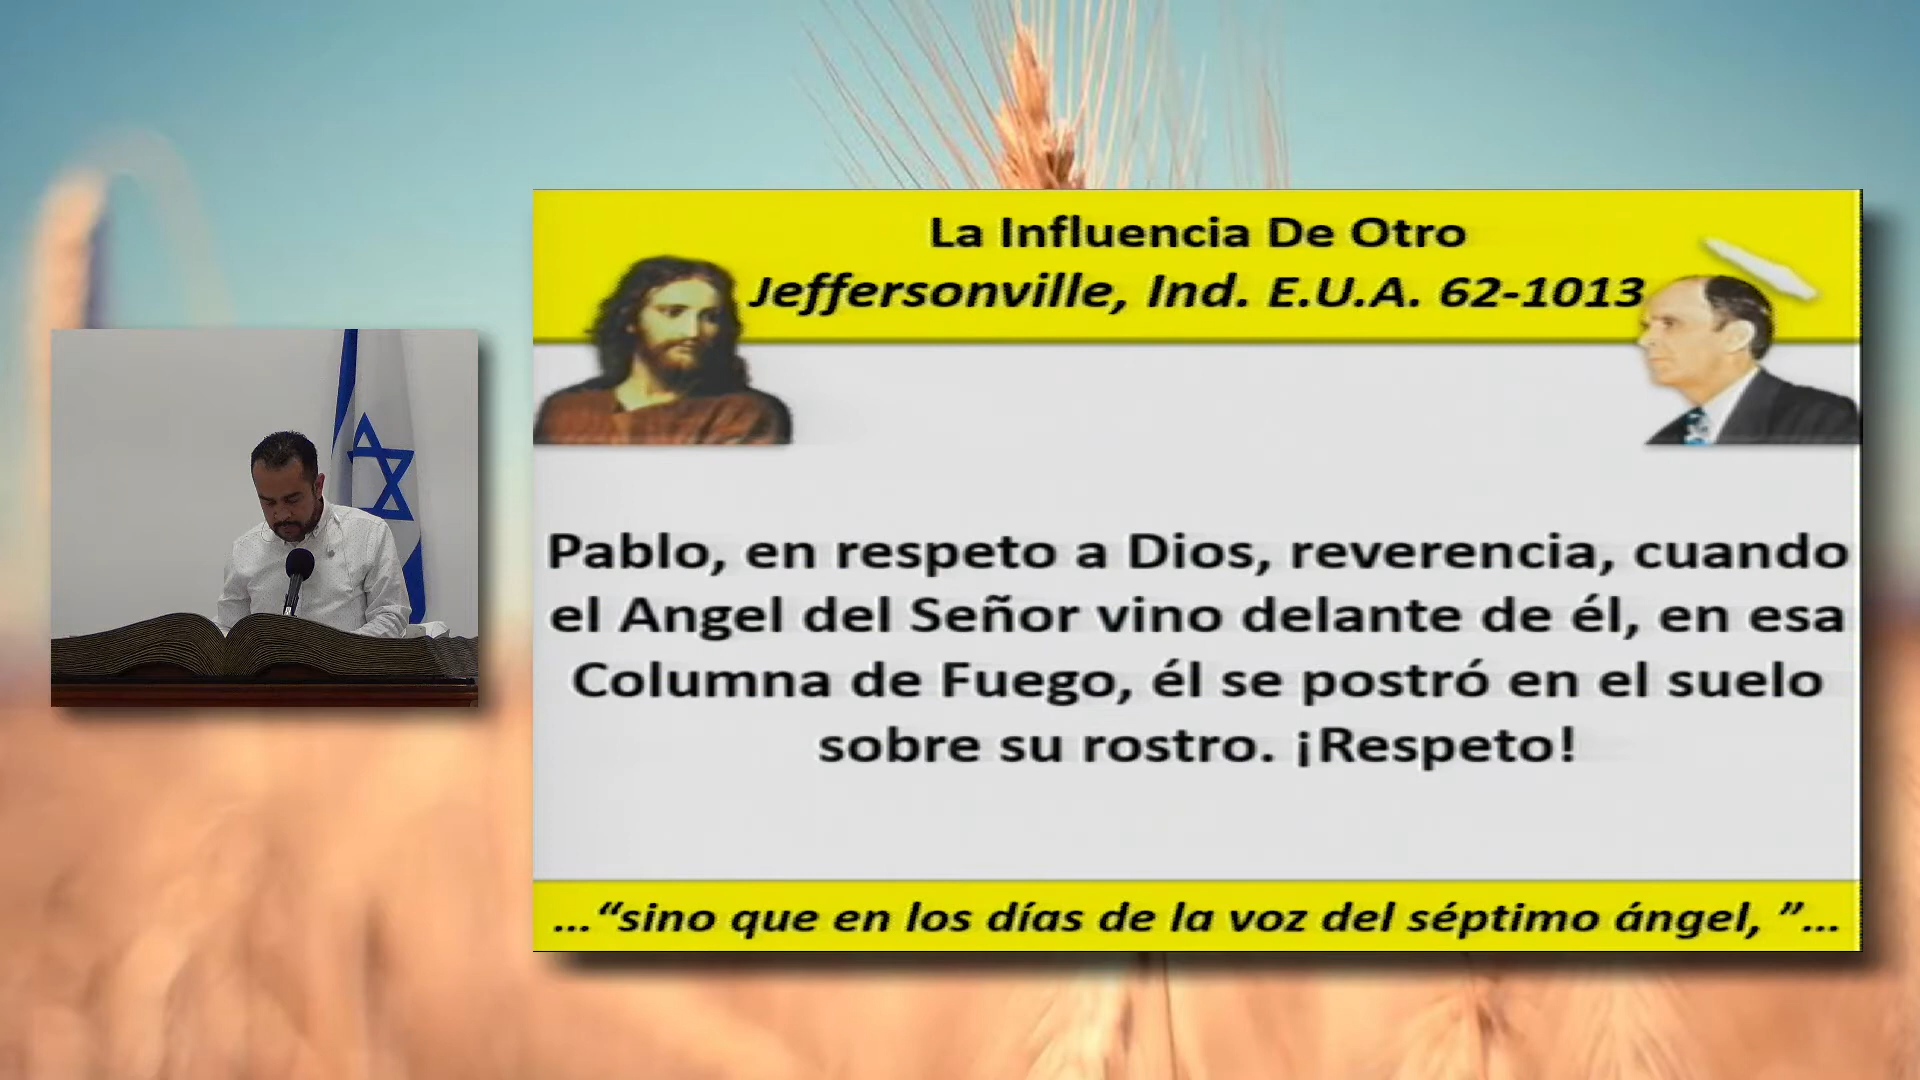 La Influencia De Otro
Jeffersonville, Ind. E.U.A. 62-1013
Pablo, en respeto a Dios, reverencia, cuando
el Angel del Señor vino delante de él, en esa
Columna de Fuego, él se postró en el suelo
sobre su rostro. ¡Respeto!
...“sino que en los días de la voz del séptimo ángel, ”...